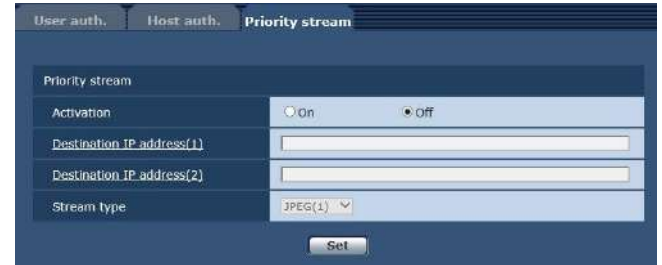 User auth. Host auth. Priority stream
Priority stream
Activation On Off
Destination IP address(1)
Destination IP address(2)
Stream type JPEG(1)
Set